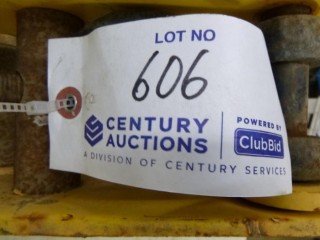 LOT NO
606
CENTURY AUCTIONS
A DIVISION OF CENTURY SERVICES
POWERED BY
ClubBid